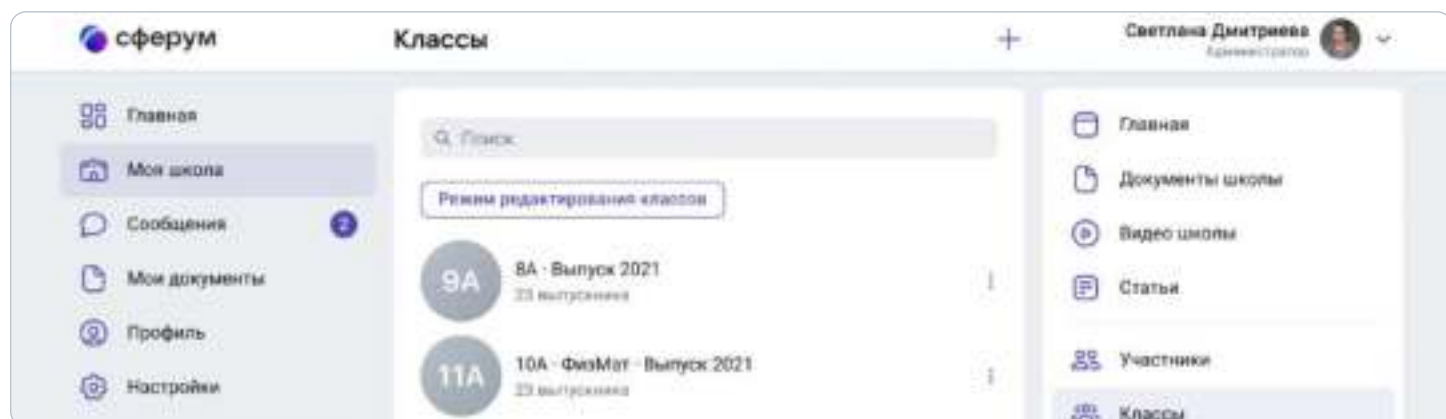 сферум
Классы
+
Светлана Дмитриева
Администратор
Главная
Моя школа
Сообщения
2
Мои документы
Профиль
Настройки
Поиск
Режим редактирования классов
9А
8А - Выпуск 2021
23 выпускника
11А
10А - ФизМат - Выпуск 2021
23 выпускника
Главная
Документы школы
Видео школы
Статьи
Участники
Классы